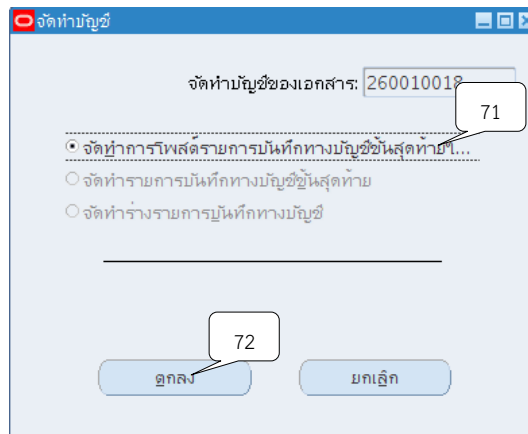 จัดทำบัญชี
จัดทำบัญชีของเอกสาร: 260010018
71
จัดทำการโพสต์รายการบันทึกทางบัญชีขั้นสุดท้ายใ...
จัดทำรายการบันทึกทางบัญชีขั้นสุดท้าย
จัดทำร่างรายการบันทึกทางบัญชี
72
ตกลง
ยกเลิก